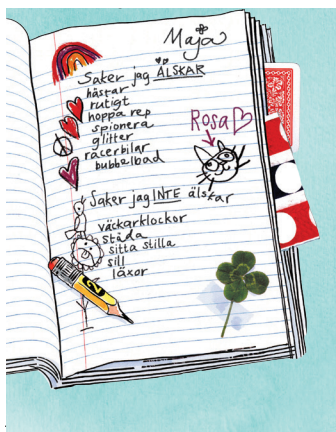 Maja
Saker jag ÄLSKAR
hästar
rutigt
hoppa rep
spionera
glitter
racerbilar
bubbelbad
Rosa
Saker jag INTE älskar
väckarklockor
städa
sitta stilla
sill
läxor
2